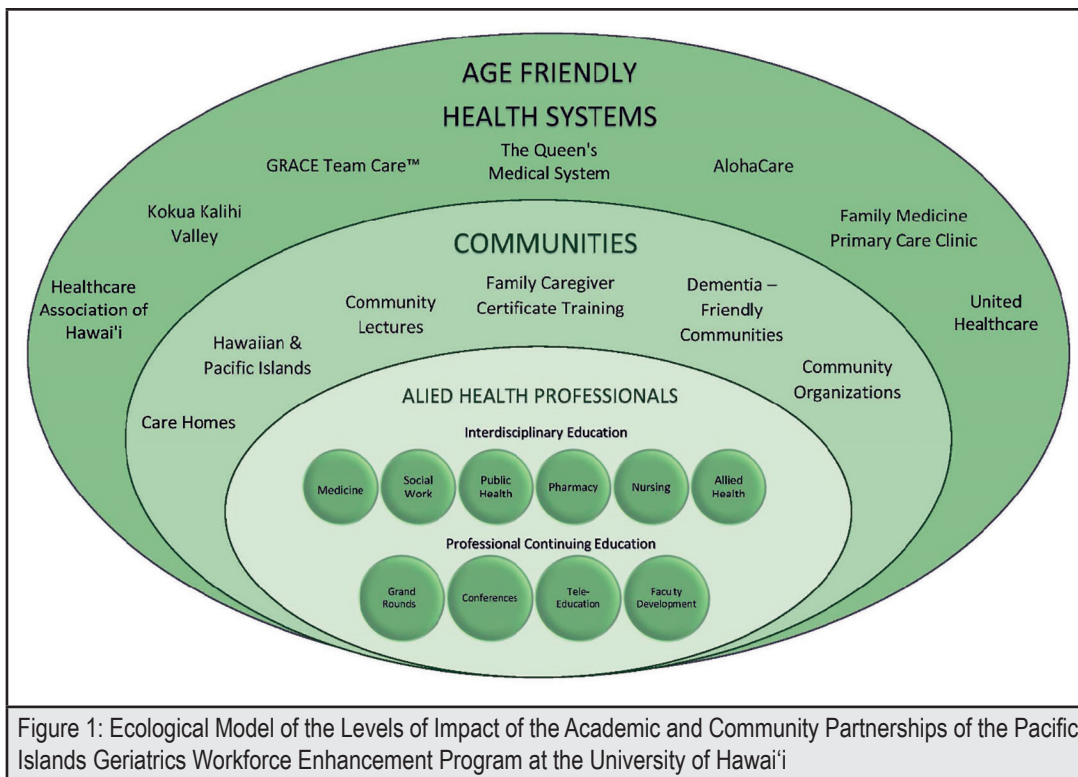 AGE FRIENDLY
HEALTH SYSTEMS
GRACE Team Care™
The Queen's
Medical System
AlohaCare
Kokua Kalihi
Valley
Family Medicine
Primary Care Clinic
Healthcare
Association of
Hawai'i
United
Healthcare
COMMUNITIES
Family Caregiver
Certificate Training
Dementia –
Friendly
Communities
Community
Lectures
Hawaiian &
Pacific Islands
Community
Organizations
Care Homes
ALIED HEALTH PROFESSIONALS
Interdisciplinary Education
Medicine
Social
Work
Public
Health
Pharmacy
Nursing
Allied
Health
Professional Continuing Education
Grand
Rounds
Conferences
Tele-
Education
Facuty
Development
Figure 1: Ecological Model of the Levels of Impact of the Academic and Community Partnerships of the Pacific
Islands Geriatrics Workforce Enhancement Program at the University of Hawai‘i